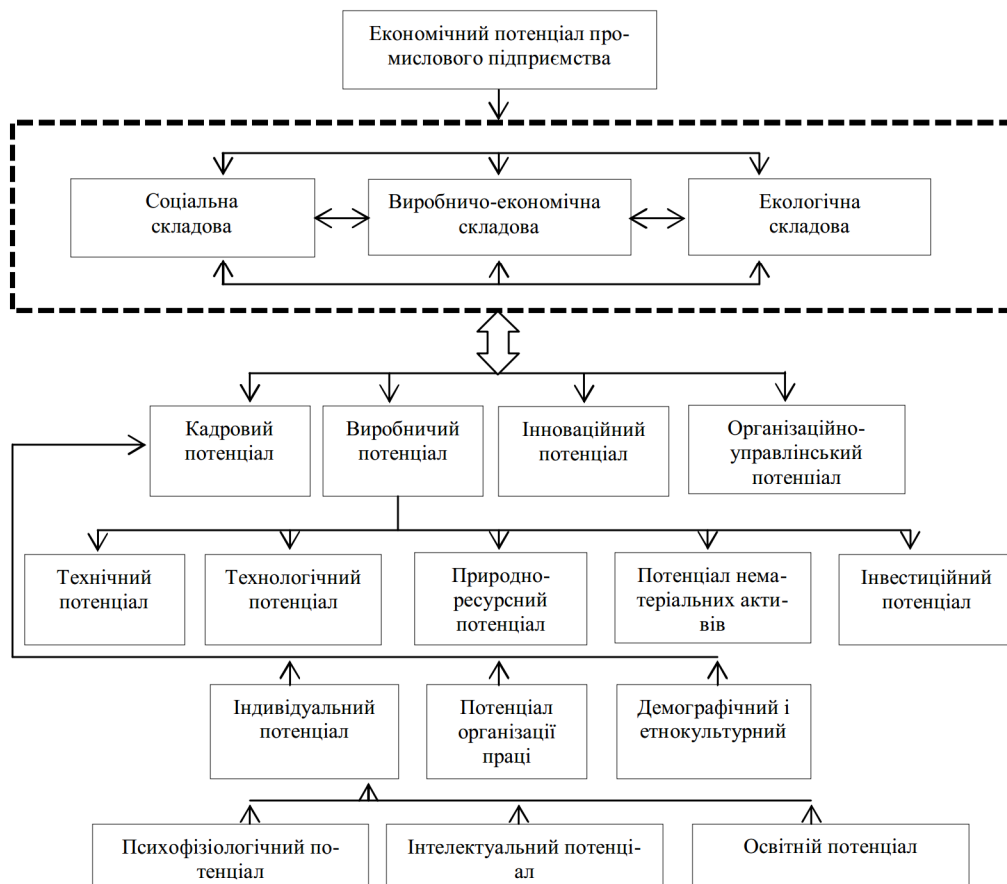 Економічний потенціал про-
мислового підприємства
Соціальна
складова
Виробничо-економічна
складова
Екологічна
складова
Кадровий
потенціал
Виробничий
потенціал
Інноваційний
потенціал
Організаційно-
управлінський
потенціал
Технічний
потенціал
Технологічний
потенціал
Природно-
ресурсний
потенціал
Потенціал нема-
теріальних акти-
вів
Інвестиційний
потенціал
Індивідуальний
потенціал
Потенціал
організації
праці
Демографічний і
етнокультурний
Психофізіологічний по-
тенціал
Інтелектуальний потенці-
ал
Освітній потенціал